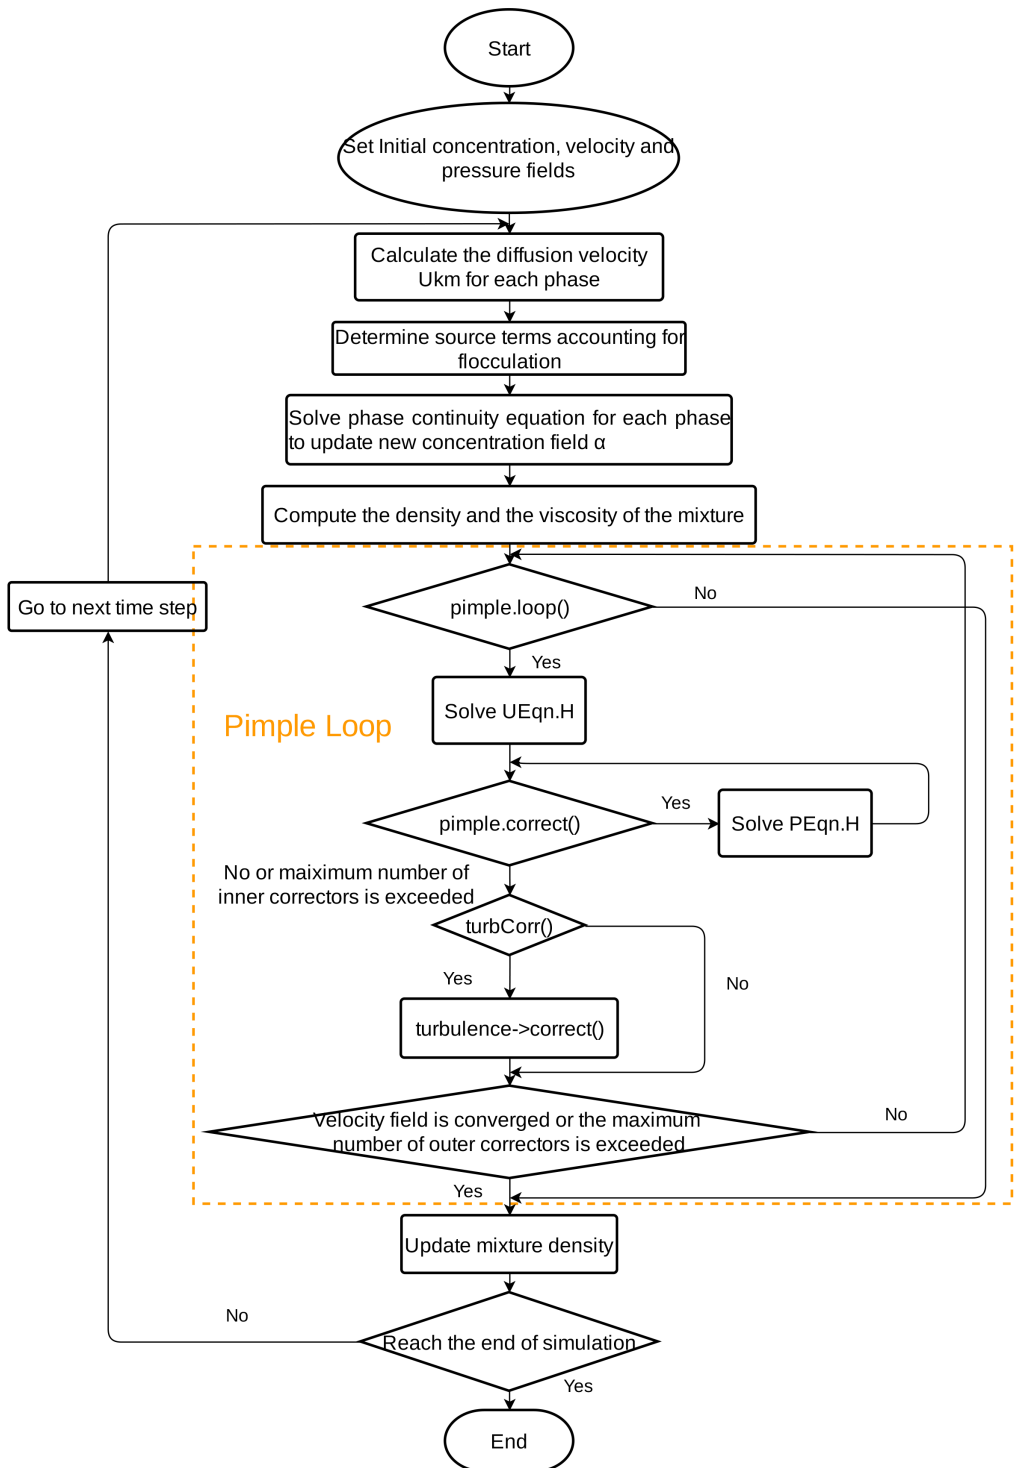 Start
Set Initial concentration, velocity and
pressure fields
Calculate the diffusion velocity
Ukm for each phase
Determine source terms accounting for
flocculation
Solve phase continuity equation for each phase
to update new concentration field α
Compute the density and the viscosity of the mixture
Go to next time step
pimple.loop()
No
Yes
Solve UEqn.H
Pimple Loop
pimple.correct()
Yes
Solve PEqn.H
No or maiximum number of
inner correctors is exceeded
turbCorr()
Yes
No
turbulence->correct()
Velocity field is converged or the maximum
number of outer correctors is exceeded
No
Yes
Update mixture density
No
Reach the end of simulation
Yes
End